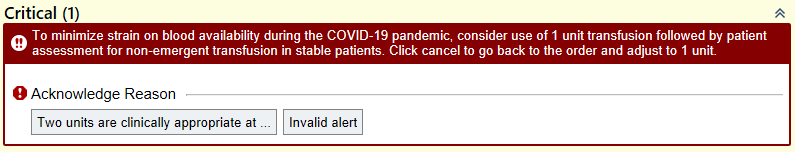 Critical (1)
To minimize strain on blood availability during the COVID-19 pandemic, consider use of 1 unit transfusion followed by patient
assessment for non-emergent transfusion in stable patients. Click cancel to go back to the order and adjust to 1 unit.
Acknowledge Reason
Two units are clinically appropriate at ...
Invalid alert